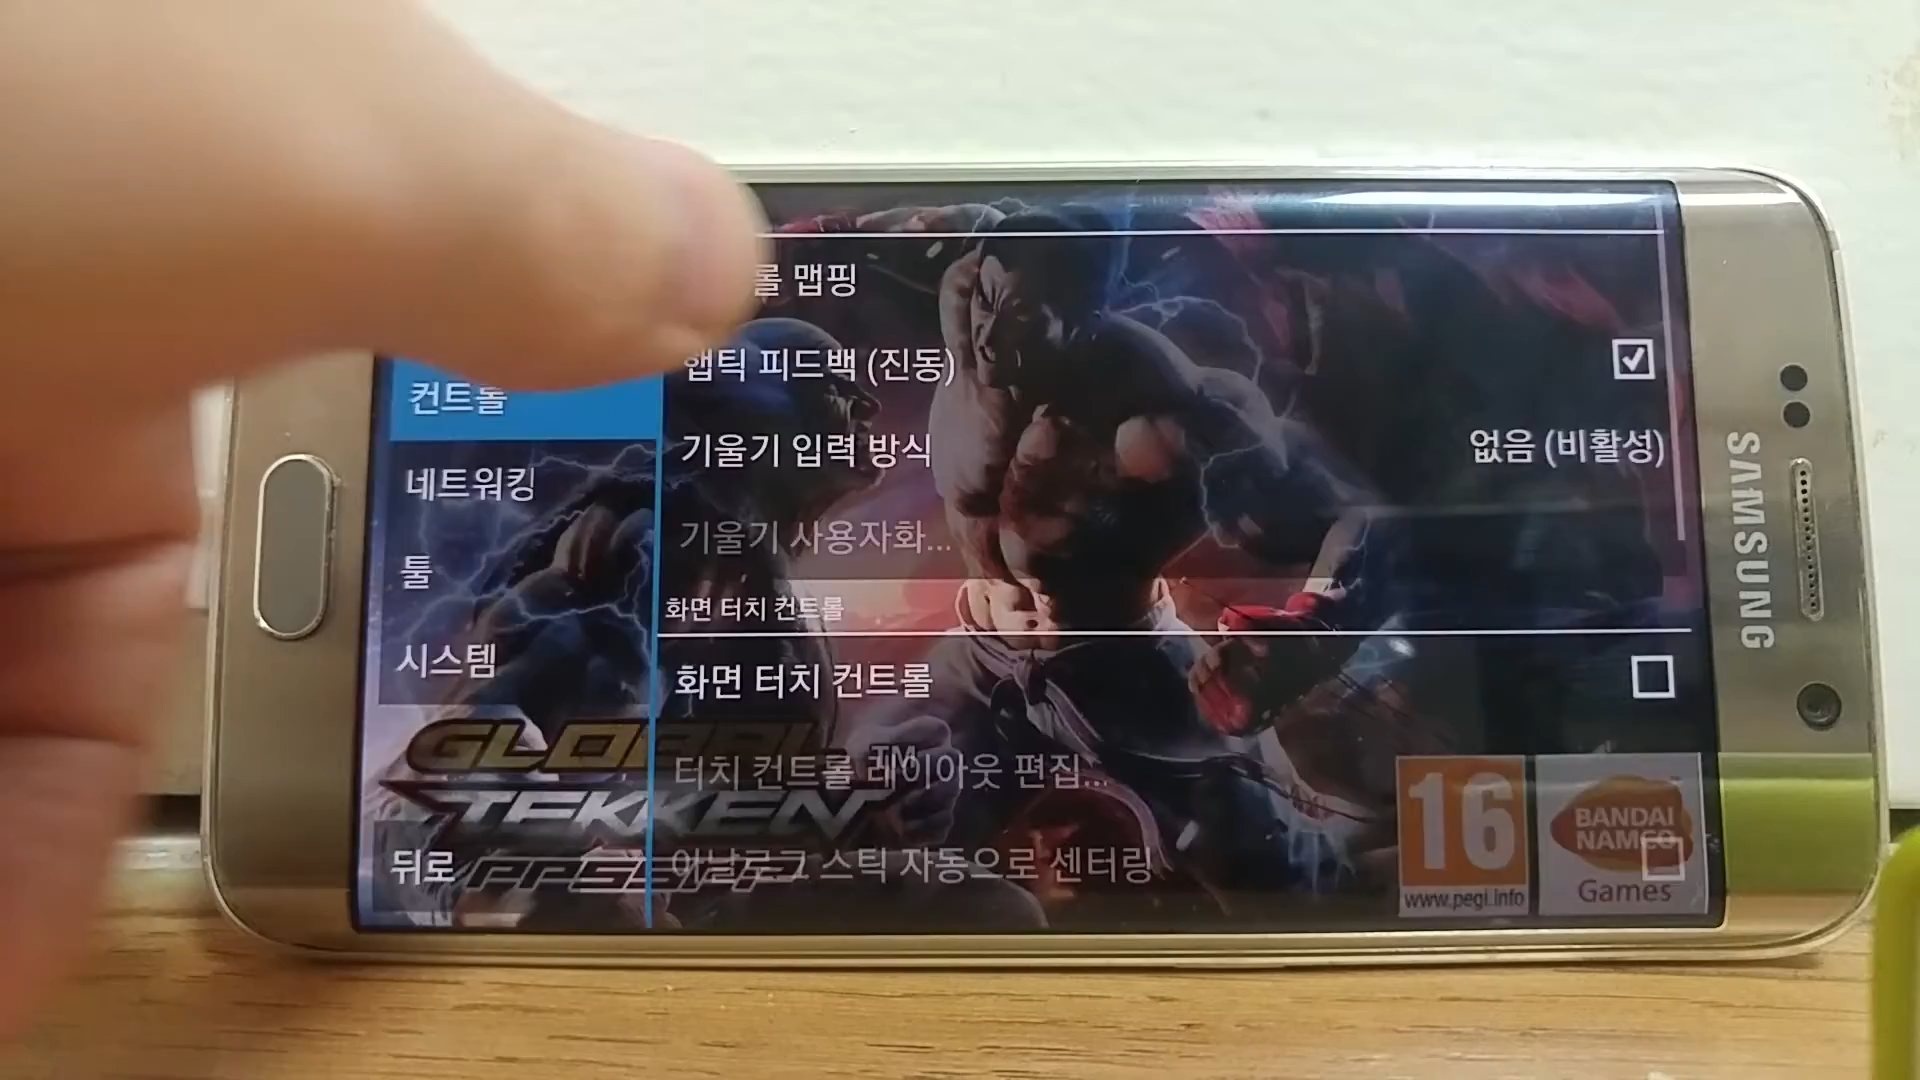 롤 맵핑
햅틱 피드백 (진동)
컨트롤
기울기 입력 방식
없음 (비활성)
네트워킹
기울기 사용자화...
툴
화면 터치 컨트롤
시스템
화면 터치 컨트롤
GLOBAL
TM
터치 컨트롤 레이아웃 편집...
TEKKEN
뒤로
PPSSPP
아날로그 스틱 자동으로 센터링
16
www.pegi.info
BANDAI
NAMCO
Games
SAMSUNG